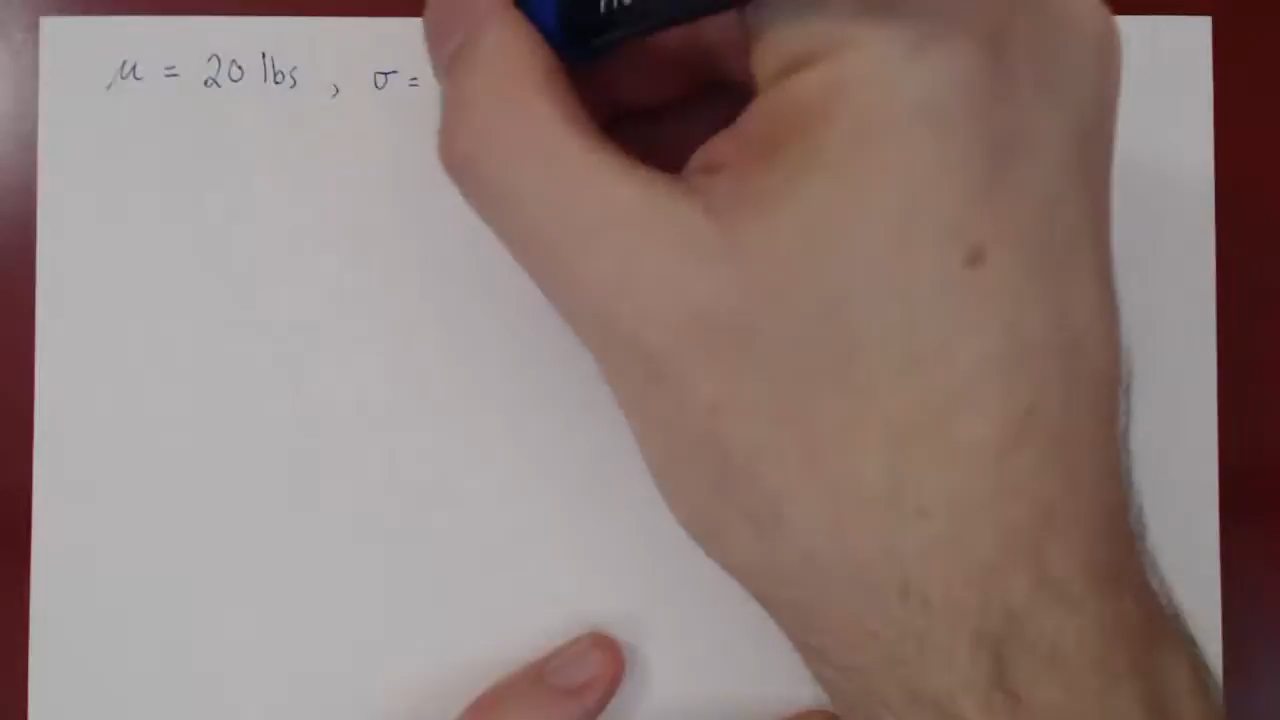 μ = 20 lbs , σ =